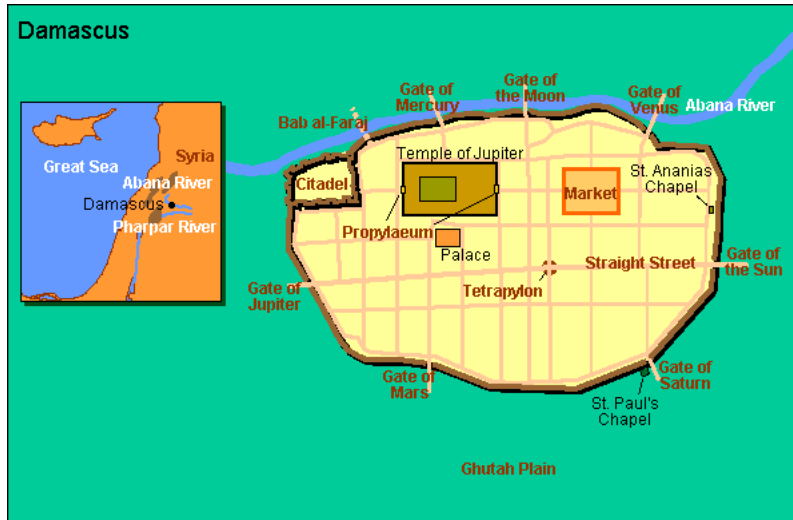 Damascus
Great Sea
Syria
Abana River
Damascus
Pharpar River
Gate of
Mercury
Gate of
the Moon
Gate of
Venus
Abana River
Bab al-Faraj
Citadel
Temple of Jupiter
Market
St. Ananias
Chapel
Propylaeum
Palace
Straight Street
Gate of
the Sun
Tetrapylon
Gate of
Jupiter
Gate of
Mars
Gate of
Saturn
St. Paul's
Chapel
Ghutah Plain